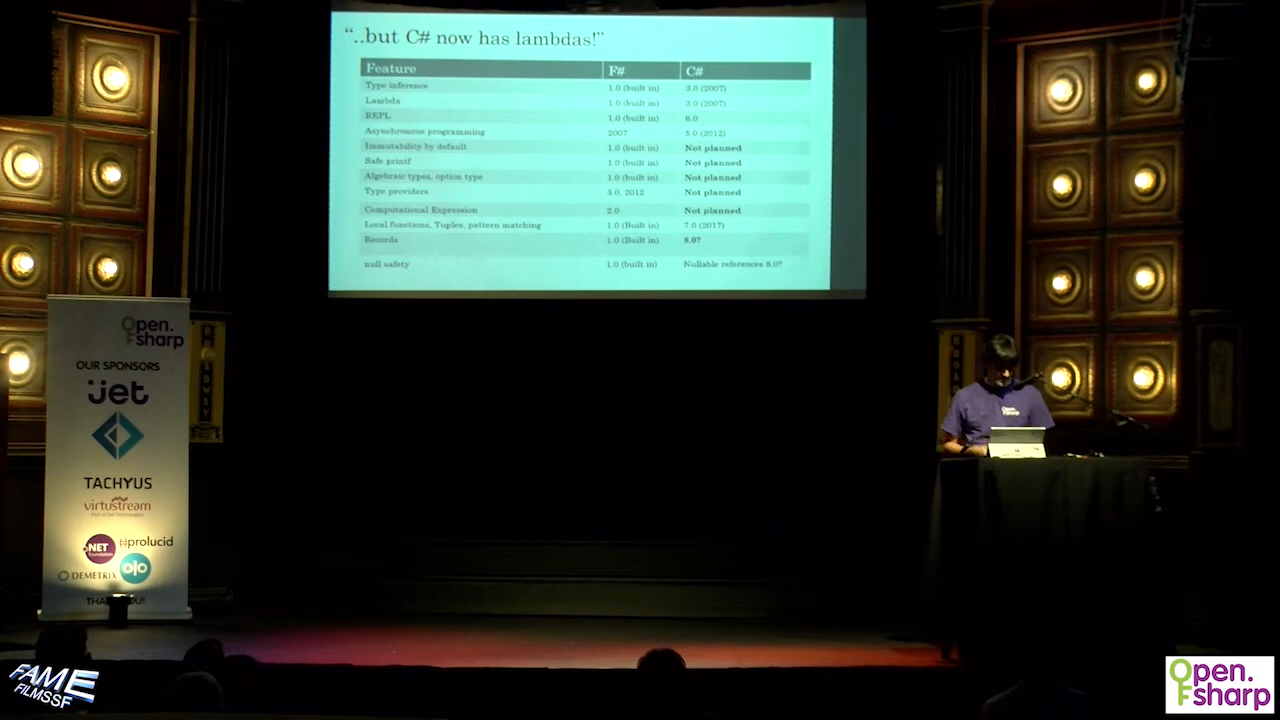 “..but C# now has lambdas!”
Feature F# C#
Type inference 1.0 (built in) 3.0 (2007)
Lambda 1.0 (built in) 3.0 (2007)
REPL 1.0 (built in) 6.0
Asynchronous programming 2007 5.0 (2012)
Immutability by default 1.0 (built in) Not planned
Safe printf 1.0 (built in) Not planned
Algebraic types, option type 1.0 (built in) Not planned
Type providers 3.0, 2012 Not planned
Computational Expression 2.0 Not planned
Local functions, Tuples, pattern matching 1.0 (Built in) 7.0 (2017)
Records 1.0 (Built in) 8.0?
null safety 1.0 (built in) Nullable references 8.0?
Open.
Fsharp
OUR SPONSORS
jet
TACHYUS
virtustream
.NET
foundation
prolucid
DEMETRIX
olo
BROADWAY
Open.
Fsharp
FAME
FILMSSF
Open.
Fsharp